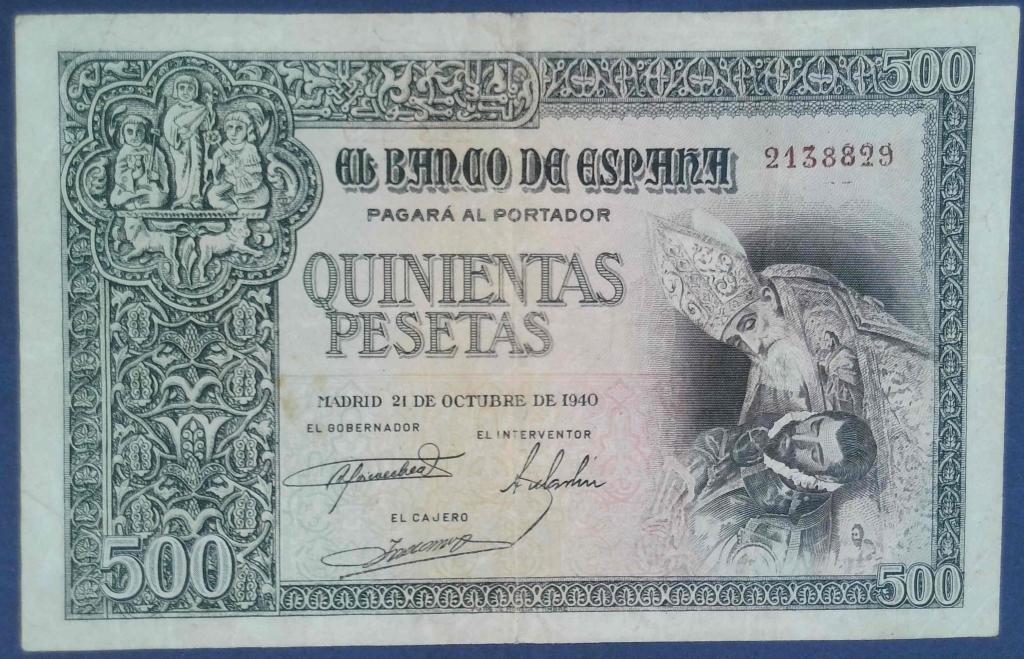 500
EL BANCO DE ESPAÑA
2138829
PAGARÁ AL PORTADOR
QUINIENTAS
PESETAS
MADRID 21 DE OCTUBRE DE 1940
EL GOBERNADOR
EL INTERVENTOR
EL CAJERO
500
500